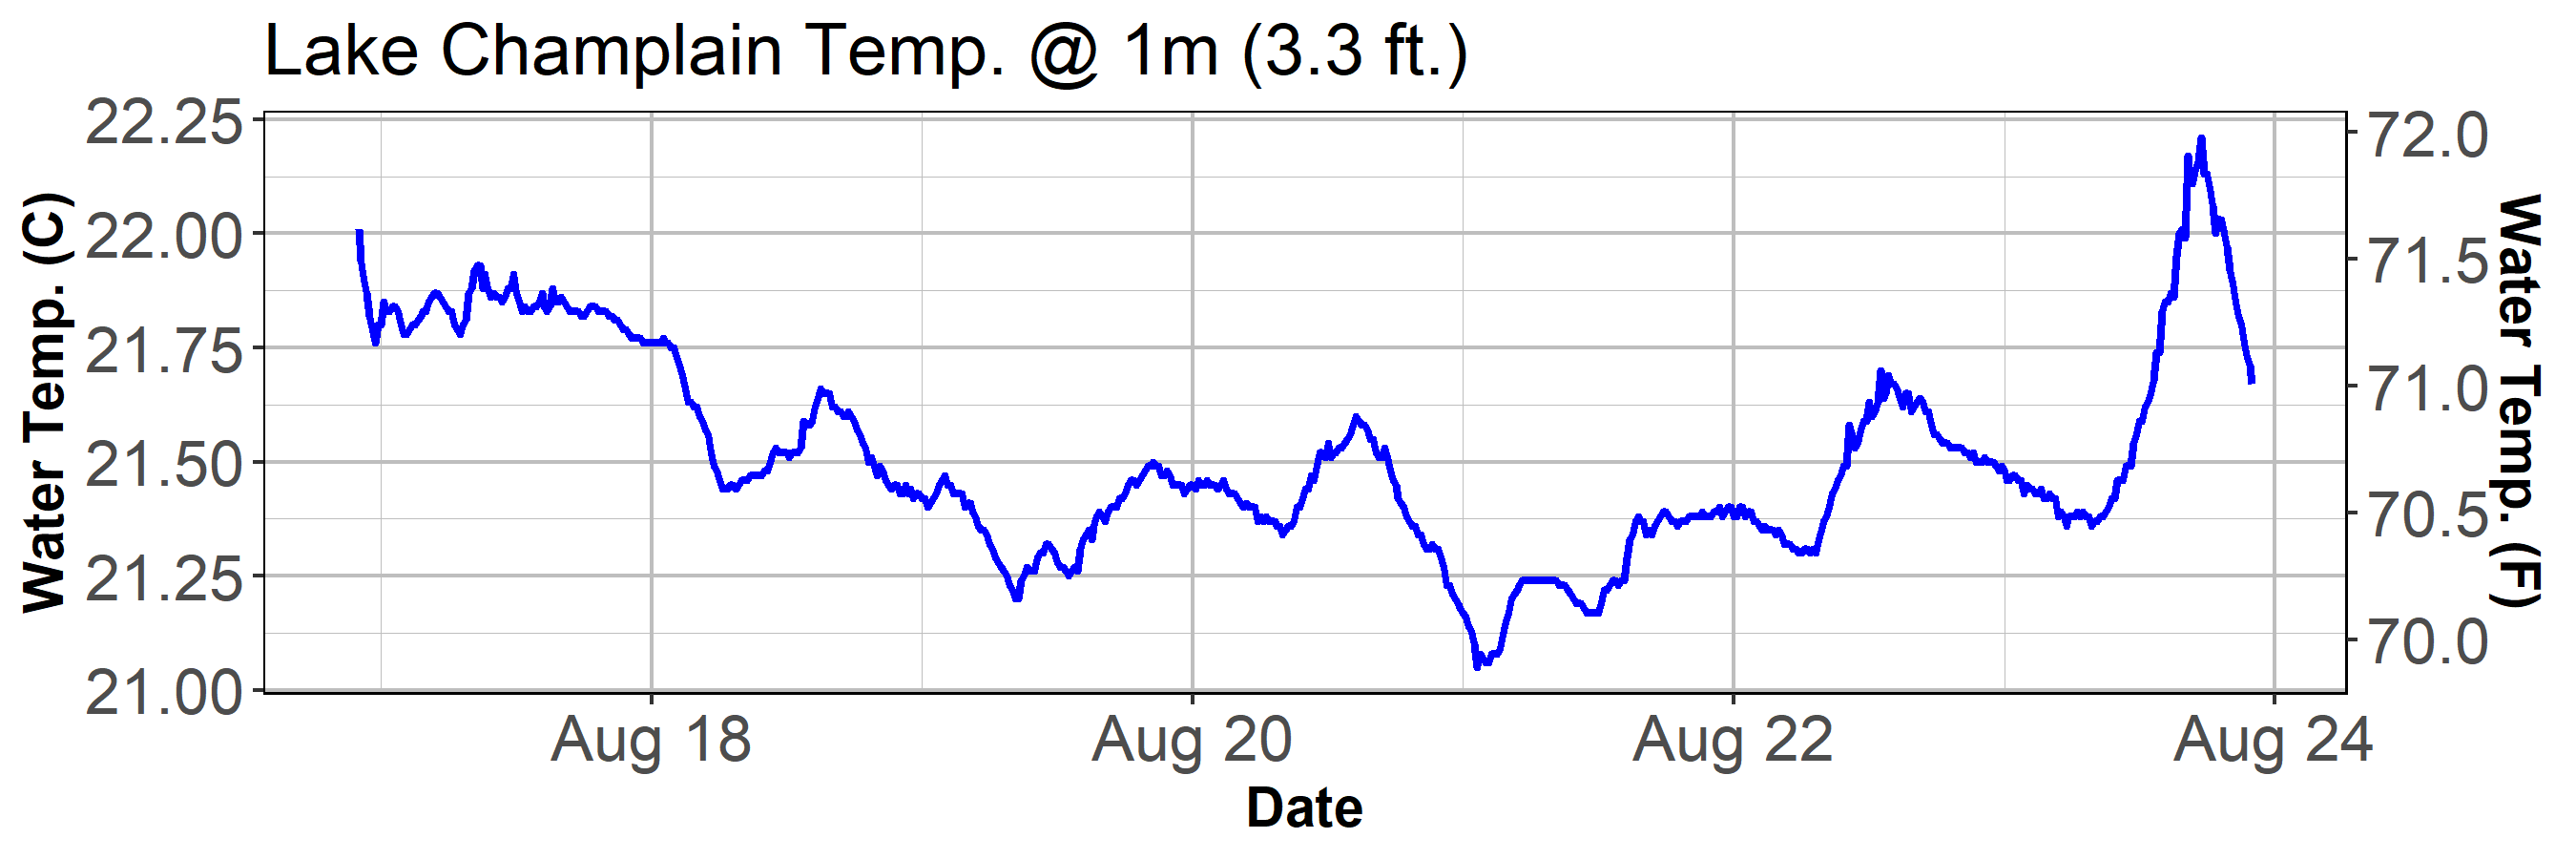 Lake Champlain Temp. @ 1m (3.3 ft.)
Water Temp. (C)
22.25
22.00
21.75
21.50
21.25
21.00
72.0
71.5
71.0
70.5
70.0
Water Temp. (F)
Aug 18
Aug 20
Aug 22
Aug 24
Date